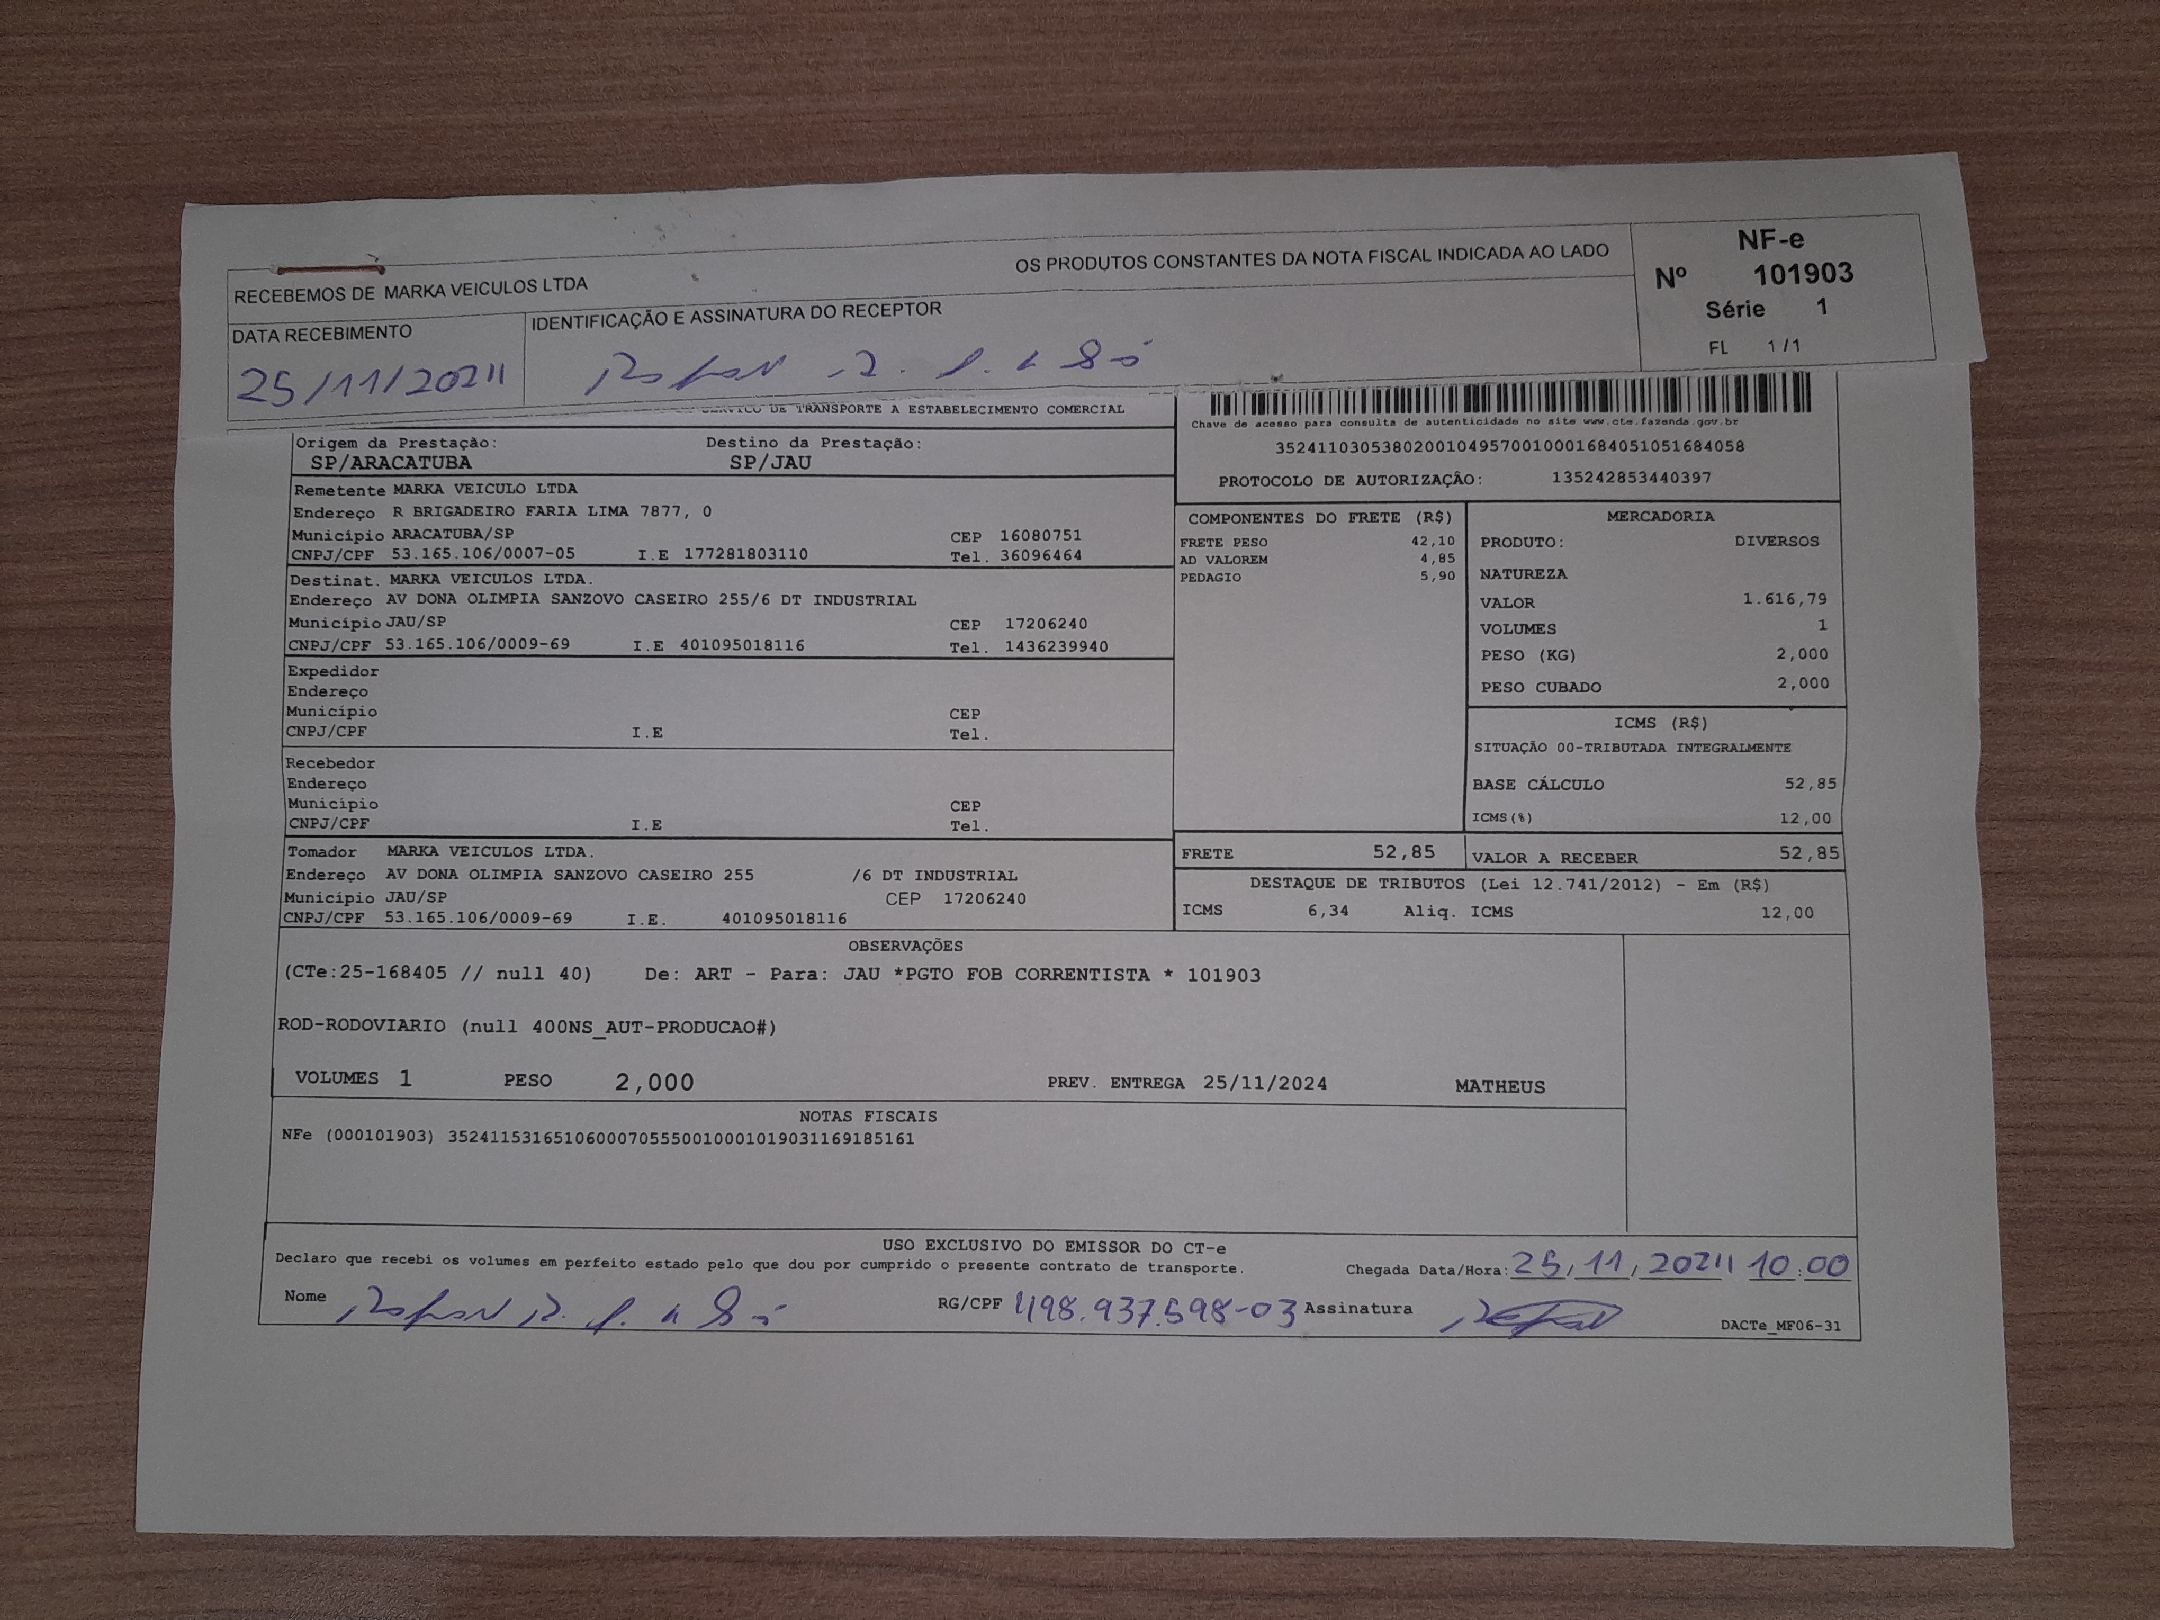 RECEBEMOS DE MARKA VEICULOS LTDA OS PRODUTOS CONSTANTES DA NOTA FISCAL INDICADA AO LADO
NF-e
Nº 101903
Série 1
FL 1/1
DATA RECEBIMENTO
25/11/2024
IDENTIFICAÇÃO E ASSINATURA DO RECEPTOR
DE TRANSPORTE A ESTABELECIMENTO COMERCIAL
Chave de acesso para consulta de autenticidade no site www.cte.fazenda.gov.br
35241103053802001049570010001684051051684058
PROTOCOLO DE AUTORIZAÇÂO: 135242853440397
Origem da Prestação: Destino da Prestação:
SP/ARACATUBA SP/JAU
Remetente MARKA VEICULO LTDA
Endereço R BRIGADEIRO FARIA LIMA 7877, 0
Município ARACATUBA/SP CEP 16080751
CNPJ/CPF 53.165.106/0007-05 I.E 177281803110 Tel. 36096464
Destinat. MARKA VEICULOS LTDA.
Endereço AV DONA OLIMPIA SANZOVO CASEIRO 255/6 DT INDUSTRIAL
Município JAU/SP CEP 17206240
CNPJ/CPF 53.165.106/0009-69 I.E 401095018116 Tel. 1436239940
Expedidor
Endereço
Município CEP
CNPJ/CPF I.E Tel.
Recebedor
Endereço
Município CEP
CNPJ/CPF I.E Tel.
Tomador MARKA VEICULOS LTDA.
Endereço AV DONA OLIMPIA SANZOVO CASEIRO 255 /6 DT INDUSTRIAL
Município JAU/SP CEP 17206240
CNPJ/CPF 53.165.106/0009-69 I.E. 401095018116
COMPONENTES DO FRETE (R$)
FRETE PESO 42,10
AD VALOREM 4,85
PEDAGIO 5,90
MERCADORIA
PRODUTO: DIVERSOS
NATUREZA
VALOR 1.616,79
VOLUMES 1
PESO (KG) 2,000
PESO CUBADO 2,000
ICMS (R$)
SITUAÇÃO 00-TRIBUTADA INTEGRALMENTE
BASE CÁLCULO 52,85
ICMS(%) 12,00
FRETE 52,85 VALOR A RECEBER 52,85
DESTAQUE DE TRIBUTOS (Lei 12.741/2012) - Em (R$)
ICMS 6,34 Aliq. ICMS 12,00
OBSERVAÇÕES
(CTe:25-168405 // null 40) De: ART - Para: JAU *PGTO FOB CORRENTISTA * 101903
ROD-RODOVIARIO (null 400NS_AUT-PRODUCAO#)
VOLUMES 1 PESO 2,000 PREV. ENTREGA 25/11/2024 MATHEUS
NOTAS FISCAIS
NFe (000101903) 35241153165106000705550010001019031169185161
USO EXCLUSIVO DO EMISSOR DO CT-e
Declaro que recebi os volumes em perfeito estado pelo que dou por cumprido o presente contrato de transporte.
Chegada Data/Hora: 25/11/2024 10:00
Nome RG/CPF 498.937.598-03 Assinatura
DACTe_MF06-31